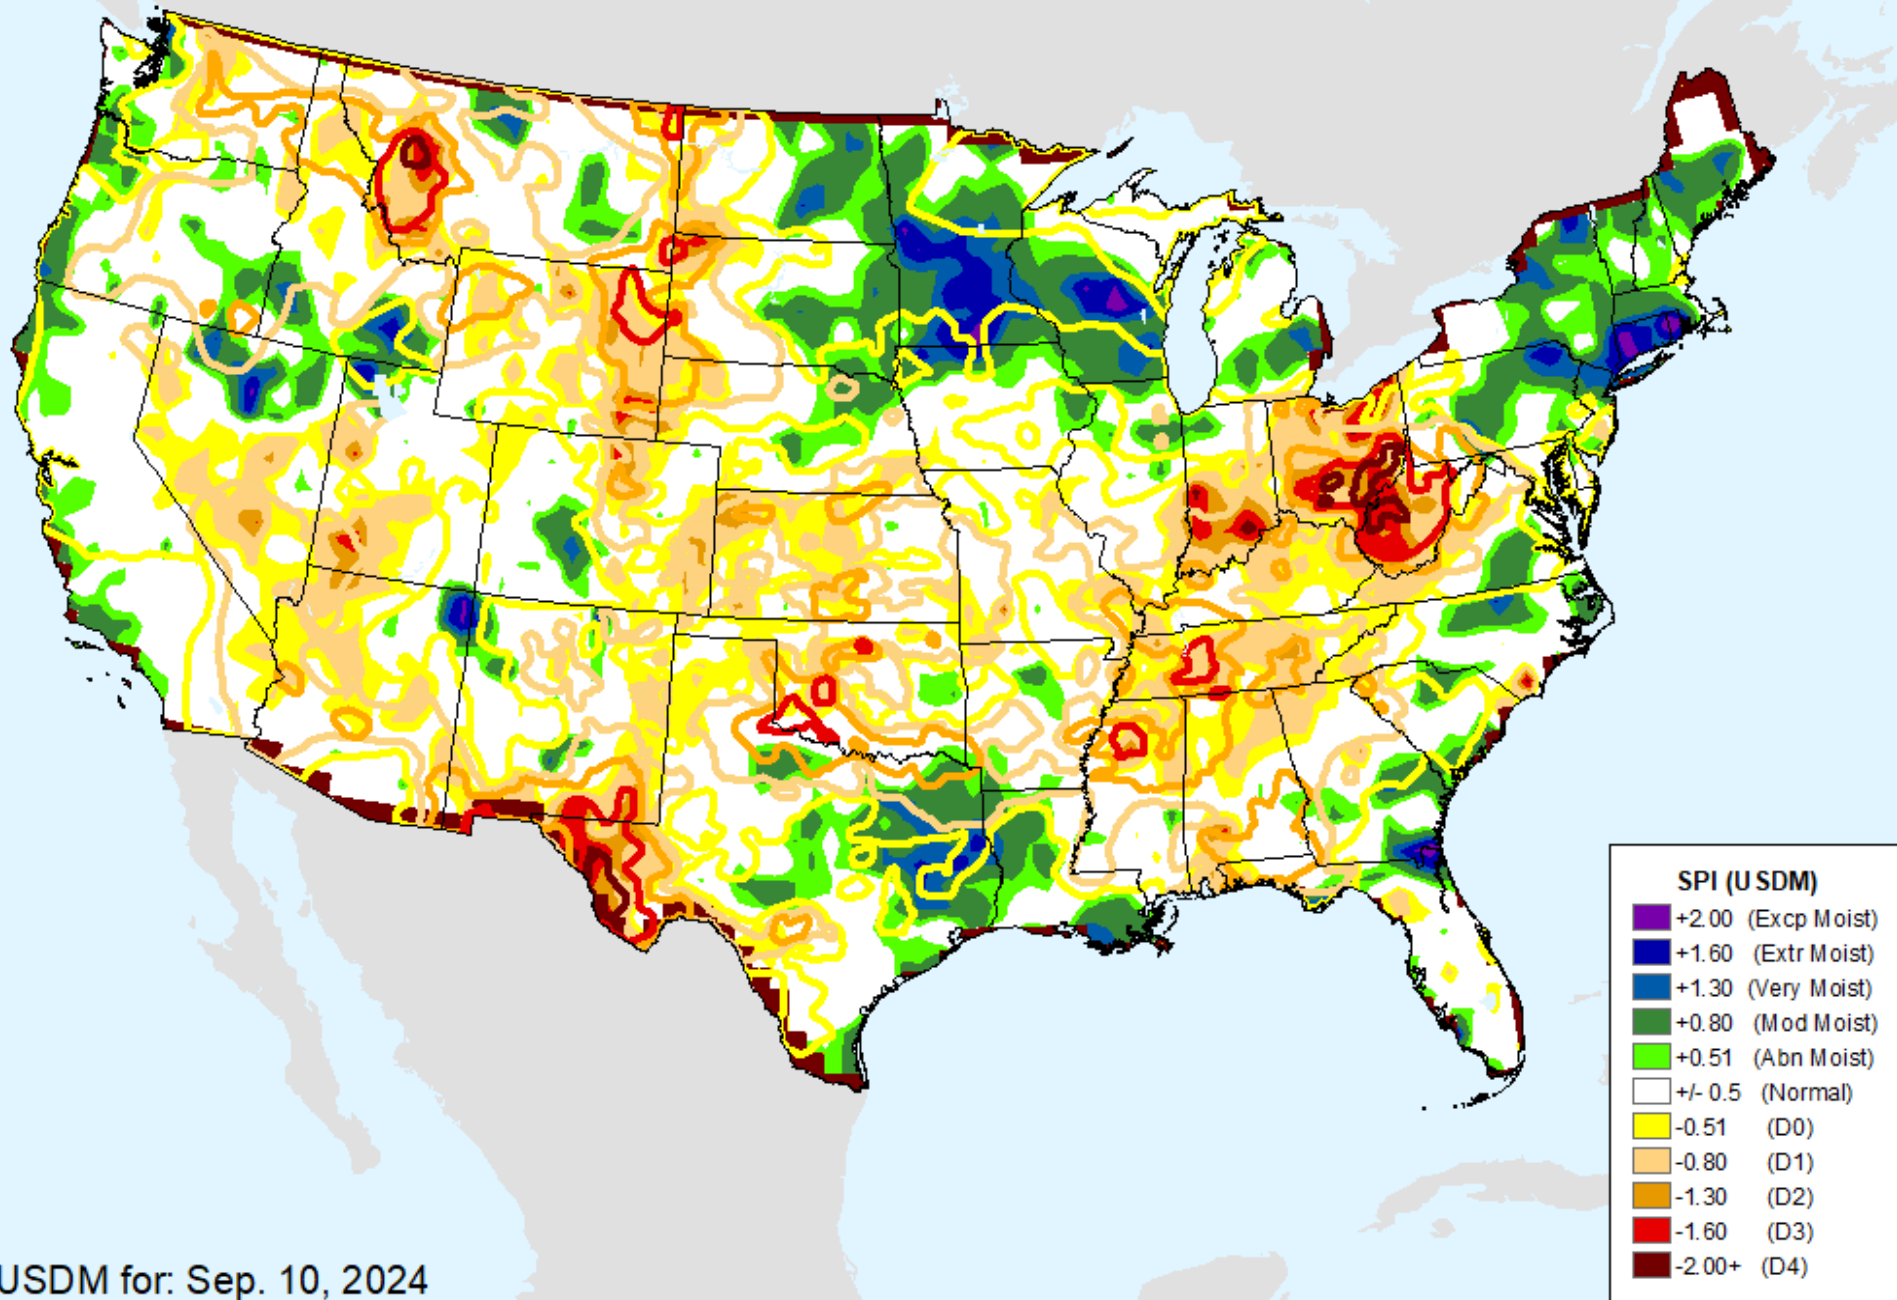 SPI (USDM)
+2.00 (Excp Moist)
+1.60 (Extr Moist)
+1.30 (Very Moist)
+0.80 (Mod Moist)
+0.51 (Abn Moist)
+/- 0.5 (Normal)
-0.51 (D0)
-0.80 (D1)
-1.30 (D2)
-1.60 (D3)
-2.00+ (D4)
USDM for: Sep. 10, 2024